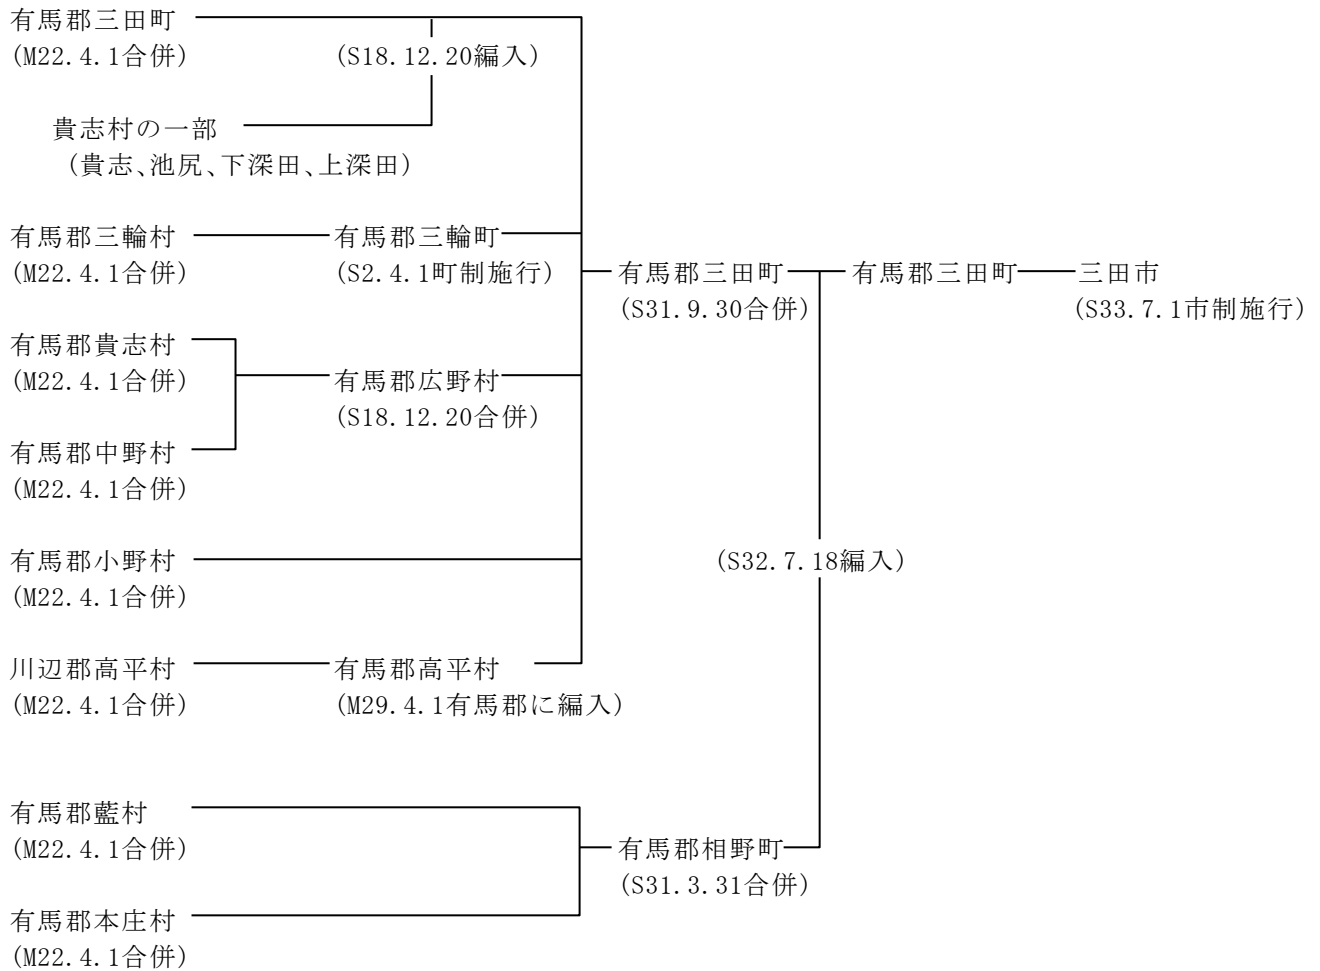 有馬郡三田町
(M22.4.1合併)
(S18.12.20編入)
貴志村の一部
(貴志、池尻、下深田、上深田)
有馬郡三輪村
(M22.4.1合併)
有馬郡三輪町
(S2.4.1町制施行)
有馬郡三田町
(S31.9.30合併)
有馬郡三田町
三田市
(S33.7.1市制施行)
有馬郡貴志村
(M22.4.1合併)
有馬郡広野村
(S18.12.20合併)
有馬郡中野村
(M22.4.1合併)
有馬郡小野村
(M22.4.1合併)
(S32.7.18編入)
川辺郡高平村
(M22.4.1合併)
有馬郡高平村
(M29.4.1有馬郡に編入)
有馬郡藍村
(M22.4.1合併)
有馬郡相野町
(S31.3.31合併)
有馬郡本庄村
(M22.4.1合併)